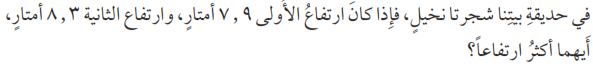 في حديقةِ بيتِنا شجرتا نخيلٍ، فإذا كانَ ارتفاعُ الأولى ٩ , ٧ أمتارٍ، وارتفاع الثانية ٣ , ٨ أمتار،
أيهما أكثرُ ارتفاعاً؟